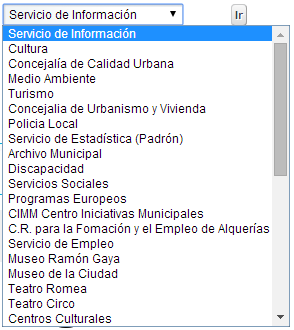 Servicio de Información
Ir
Servicio de Información
Cultura
Concejalía de Calidad Urbana
Medio Ambiente
Turismo
Concejalia de Urbanismo y Vivienda
Policia Local
Servicio de Estadística (Padrón)
Archivo Municipal
Discapacidad
Servicios Sociales
Programas Europeos
CIMM Centro Iniciativas Municipales
C.R. para la Fomación y el Empleo de Alquerías
Servicio de Empleo
Museo Ramón Gaya
Museo de la Ciudad
Teatro Romea
Teatro Circo
Centros Culturales